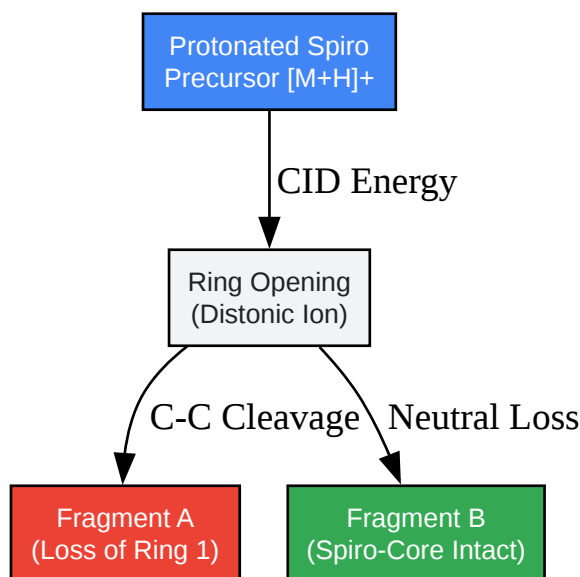 Protonated Spiro
Precursor [M+H]+
CID Energy
Ring Opening
(Distonic Ion)
C-C Cleavage
Neutral Loss
Fragment A
(Loss of Ring 1)
Fragment B
(Spiro-Core Intact)